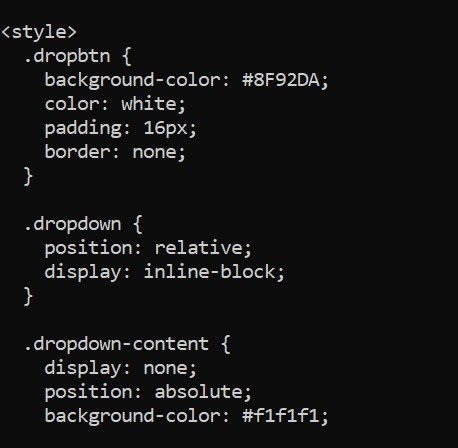 <style>
  .dropbtn {
    background-color: #8F92DA;
    color: white;
    padding: 16px;
    border: none;
  }

  .dropdown {
    position: relative;
    display: inline-block;
  }

  .dropdown-content {
    display: none;
    position: absolute;
    background-color: #f1f1f1;